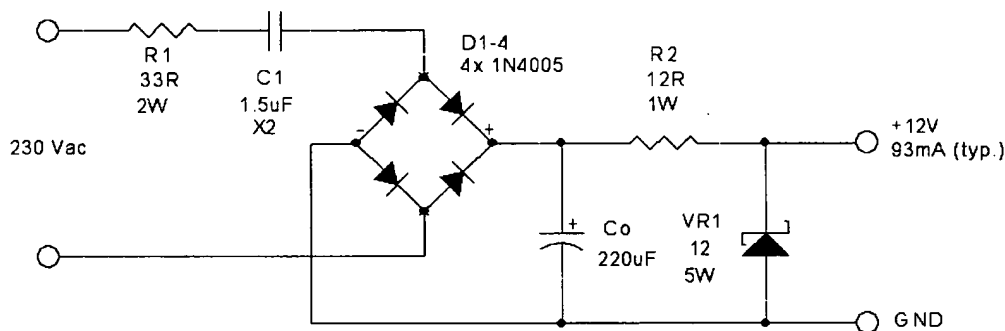 R1
33R
2W
C1
1.5uF
X2
D1-4
4x 1N4005
R2
12R
1W
+12V
93mA (typ.)
230 Vac
-
+
+
Co
220uF
VR1
12
5W
GND